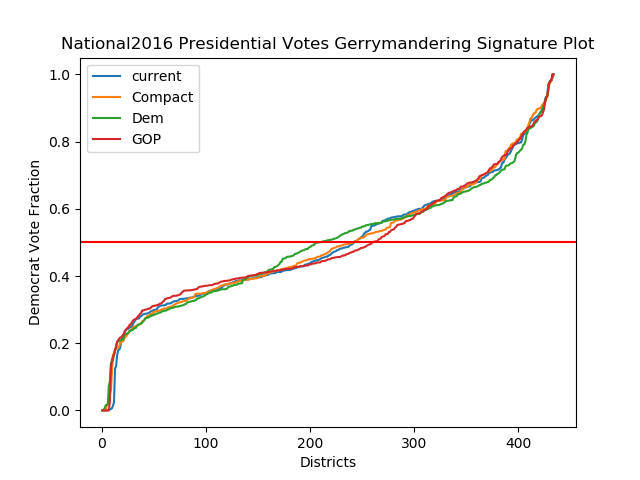 National2016 Presidential Votes Gerrymandering Signature Plot
current
Compact
Dem
GOP
Democrat Vote Fraction
1.0
0.8
0.6
0.4
0.2
0.0
0 100 200 300 400
Districts